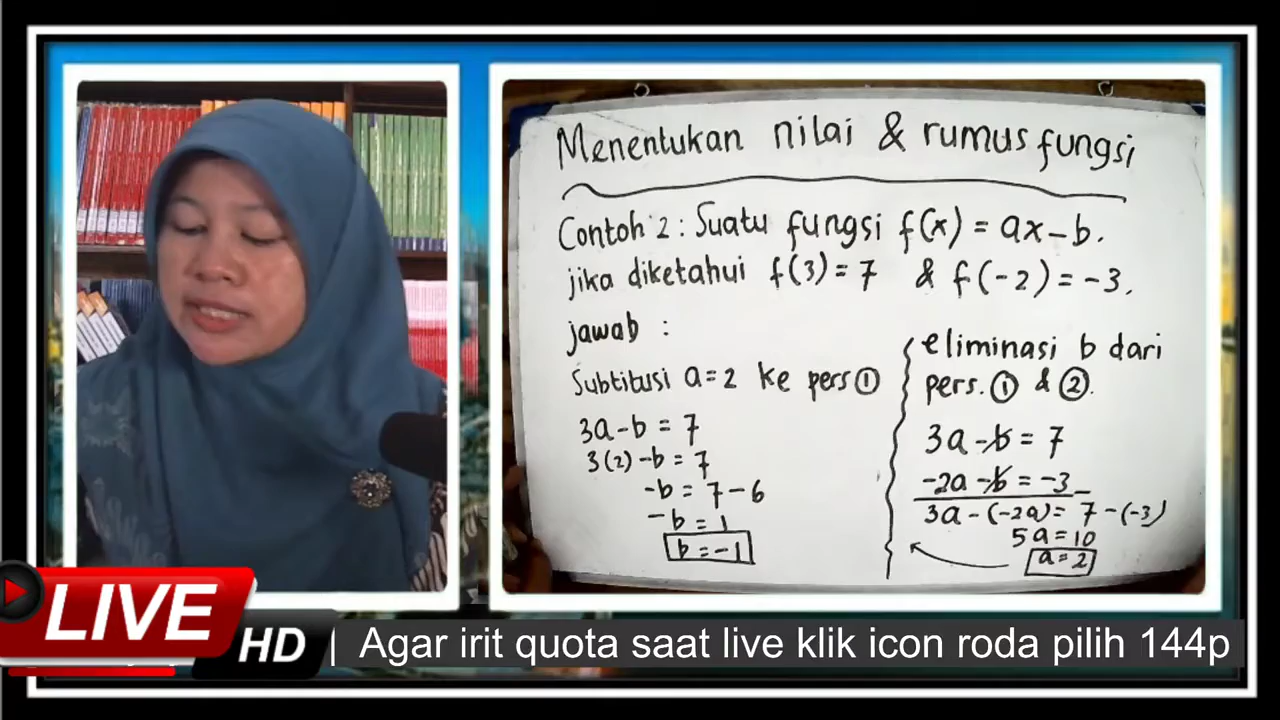 Menentukan nilai & rumus fungsi
Contoh 2 : Suatu fungsi f(x) = ax - b.
jika diketahui f(3) = 7 & f(-2) = -3.
jawab :
Subtitusi a = 2 ke pers ①
3a - b = 7
3(2) - b = 7
-b = 7 - 6
-b = 1
b = -1
eliminasi b dari
pers. ① & ②.
3a - b = 7
-2a - b = -3 -
3a - (-2a) = 7 - (-3)
5a = 10
a = 2
LIVE
HD
| Agar irit quota saat live klik icon roda pilih 144p